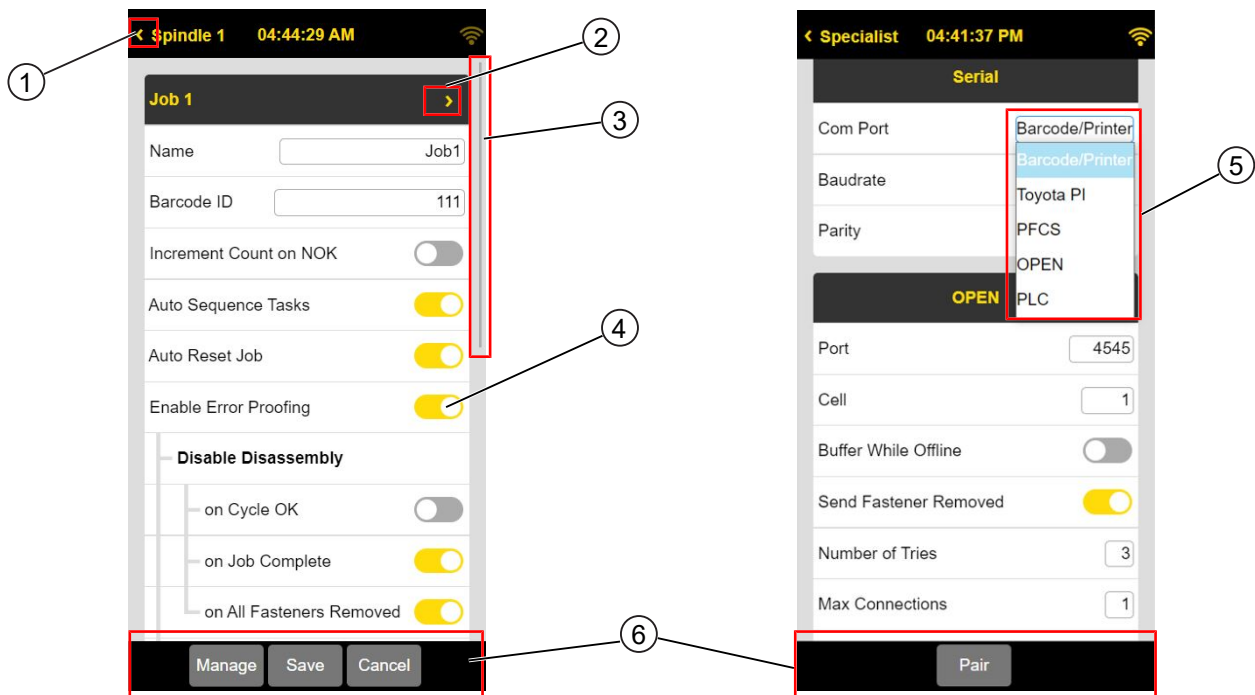 < Spindle 1 04:44:29 AM
Job 1 >
Name Job1
Barcode ID 111
Increment Count on NOK
Auto Sequence Tasks
Auto Reset Job
Enable Error Proofing
Disable Disassembly
on Cycle OK
on Job Complete
on All Fasteners Removed
Manage Save Cancel
1
2
3
4
< Specialist 04:41:37 PM
Serial
Com Port Barcode/Printer
Barcode/Printer
Baudrate
Toyota PI
Parity PFCS
OPEN
OPEN PLC
Port 4545
Cell 1
Buffer While Offline
Send Fastener Removed
Number of Tries 3
Max Connections 1
Pair
5
6